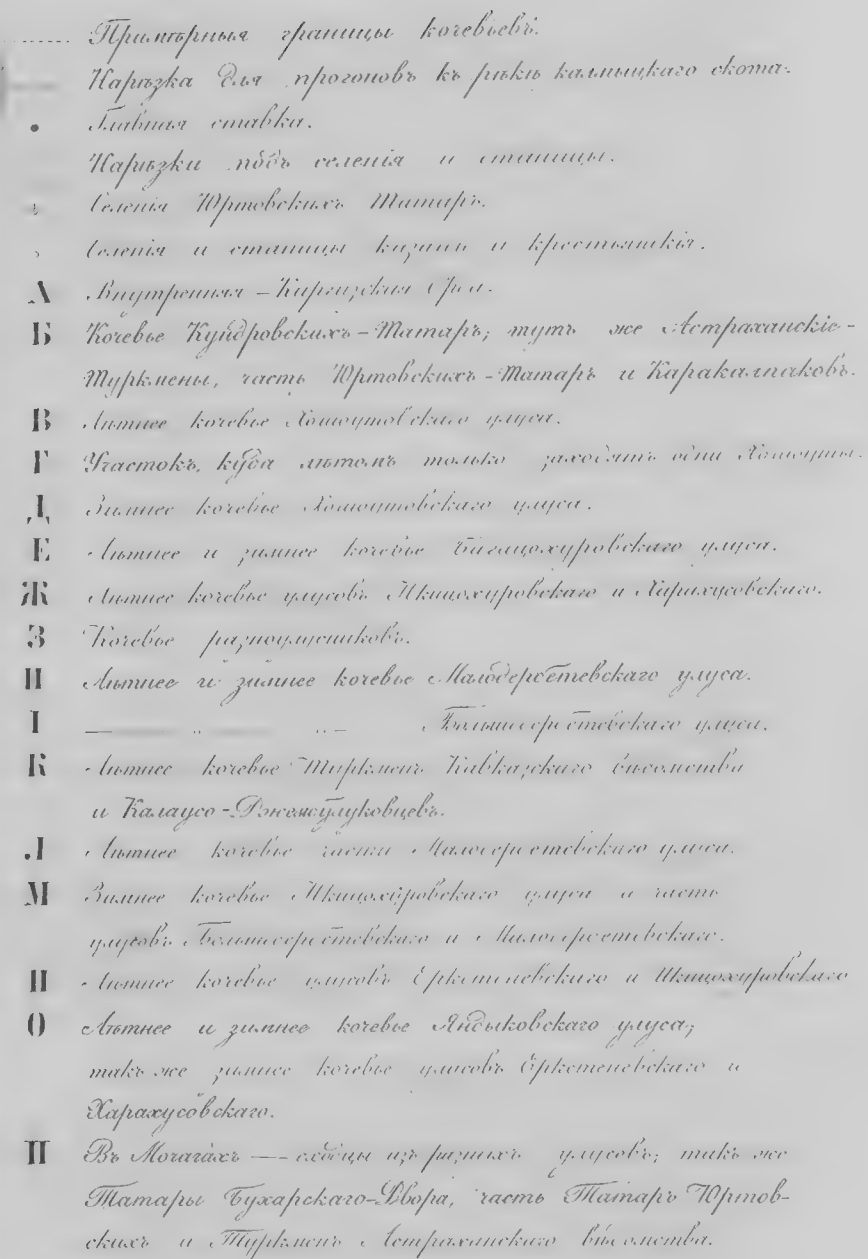 Примѣрныя границы кочевьевъ.
Нарѣзка для прогоновъ къ рѣкѣ калмыцкаго скота.
Главная ставка.
Нарѣзки подъ селенія и станицы.
Селенія Юртовскихъ Татаръ.
Селенія и станицы казачьи и крестьянскія.
А Внутренняя-Киргизская Орда.
Б Кочевье Кундровскихъ-Татаръ; тутъ же Астраханскіе-
Туркмены, часть Юртовскихъ-Татаръ и Каракалпаковъ.
В Лѣтнее кочевье Хошоутовскаго улуса.
Г Участокъ, куда лѣтомъ только заходятъ одни Хошоуты.
Д Зимнее кочевье Хошоутовскаго улуса.
Е Лѣтнее и зимнее кочевье Багацохуровскаго улуса.
Ж Лѣтнее кочевье улусовъ Икицохуровскаго и Харахусовскаго.
З Кочевье разноулусниковъ.
И Лѣтнее и зимнее кочевье Малодербетевскаго улуса.
І —— „ —— „ — Большедербетевскаго улуса.
К Лѣтнее кочевье Туркменъ Кавказскаго вѣдомства
и Калаусо-Джембулуковцевъ.
Л Лѣтнее кочевье части Малодербетевскаго улуса.
М Зимнее кочевье Икицохуровскаго улуса и часть
улусовъ Большедербетевскаго и Малодербетевскаго.
Н Лѣтнее кочевье улусовъ Еркетеневскаго и Икицохуровскаго
О Лѣтнее и зимнее кочевье Яндыковскаго улуса;
такъ же зимнее кочевье улусовъ Еркетеневскаго и
Харахусовскаго.
П Въ Мочагахъ — сходцы изъ разныхъ улусовъ; такъ же
Татары Бухарскаго-Двора, часть Татаръ Юртов-
скихъ и Туркменъ Астраханскаго вѣдомства.